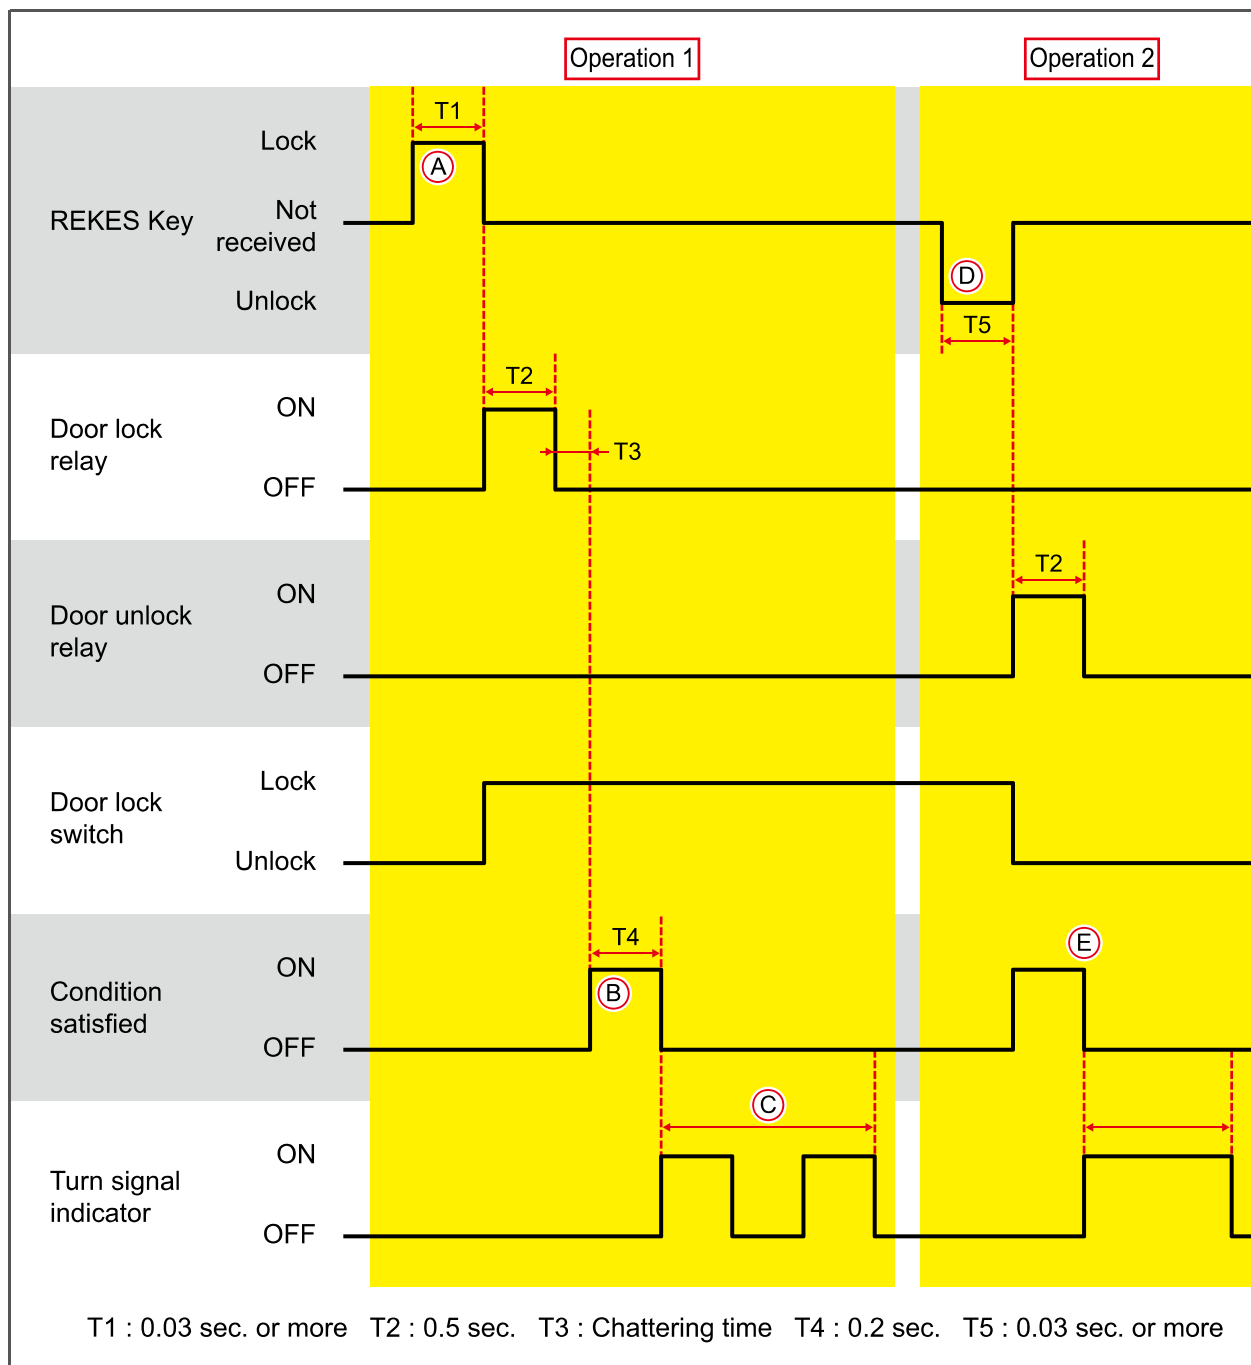 Operation 1
Operation 2
T1
Lock
A
REKES Key
Not
received
D
Unlock
T5
T2
ON
Door lock
relay
T3
OFF
T2
ON
Door unlock
relay
OFF
Lock
Door lock
switch
Unlock
T4
E
ON
B
Condition
satisfied
OFF
C
ON
Turn signal
indicator
OFF
T1 : 0.03 sec. or more T2 : 0.5 sec. T3 : Chattering time T4 : 0.2 sec. T5 : 0.03 sec. or more